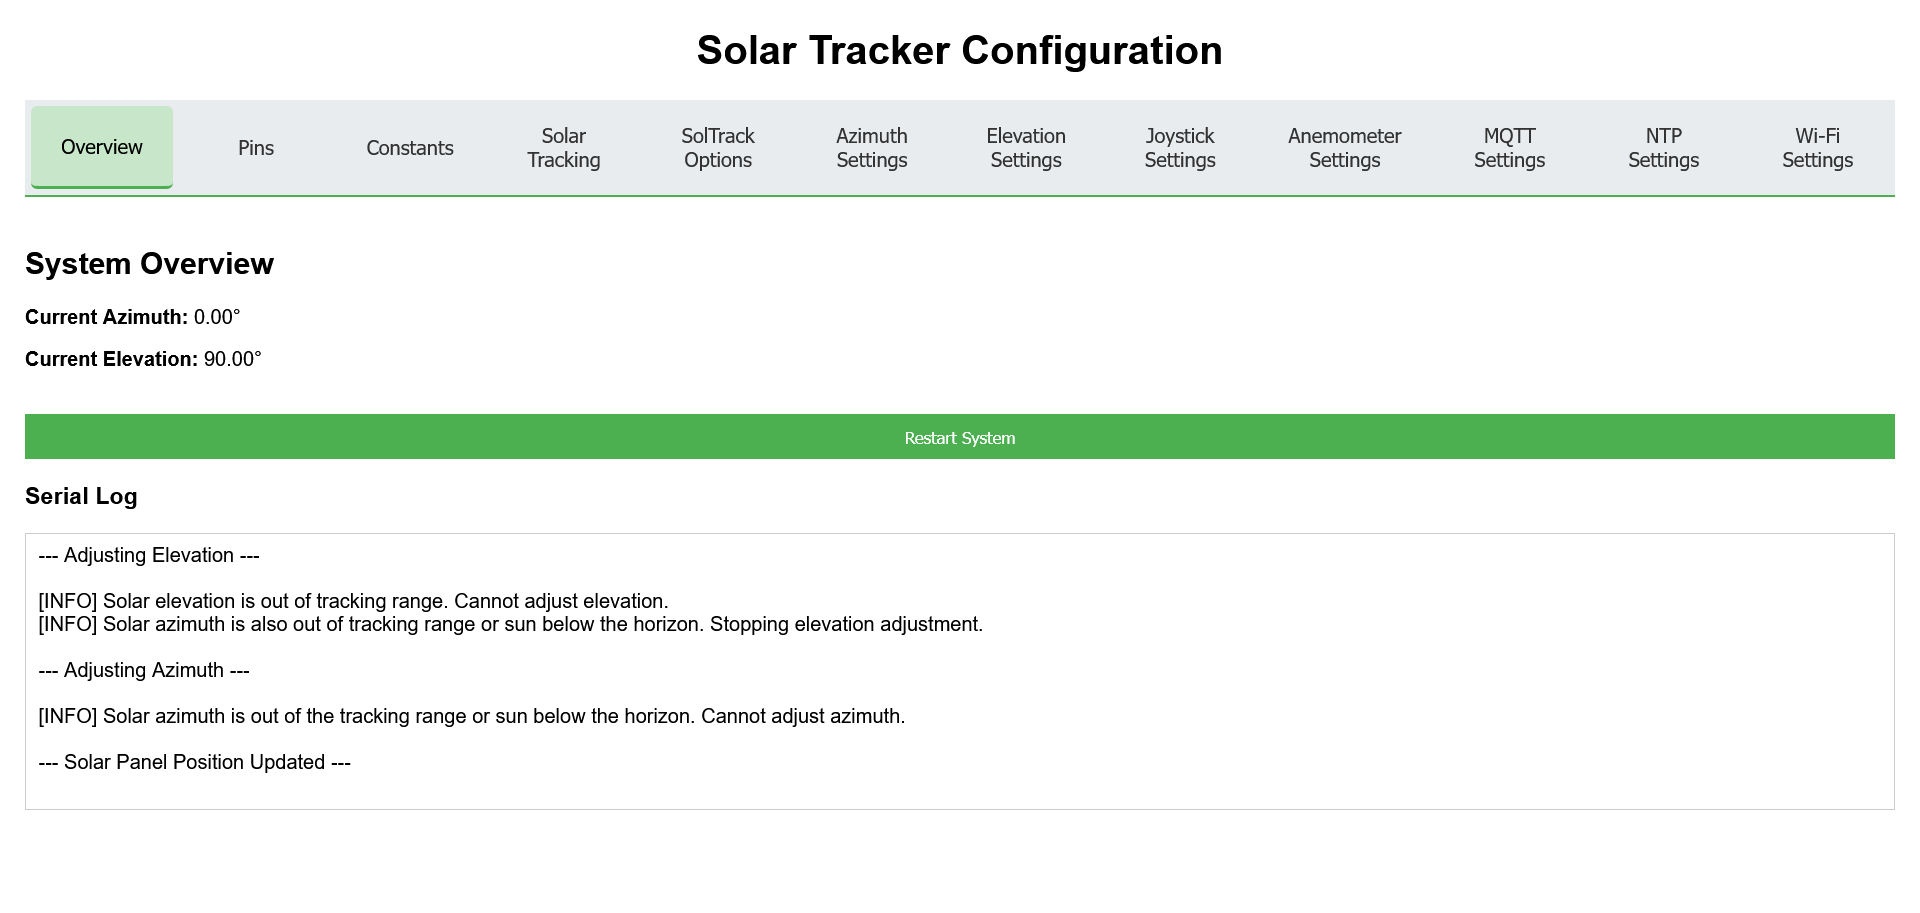 Solar Tracker Configuration
Overview
Pins
Constants
Solar
Tracking
SolTrack
Options
Azimuth
Settings
Elevation
Settings
Joystick
Settings
Anemometer
Settings
MQTT
Settings
NTP
Settings
Wi-Fi
Settings
System Overview
Current Azimuth: 0.00°
Current Elevation: 90.00°
Restart System
Serial Log
--- Adjusting Elevation ---
[INFO] Solar elevation is out of tracking range. Cannot adjust elevation.
[INFO] Solar azimuth is also out of tracking range or sun below the horizon. Stopping elevation adjustment.
--- Adjusting Azimuth ---
[INFO] Solar azimuth is out of the tracking range or sun below the horizon. Cannot adjust azimuth.
--- Solar Panel Position Updated ---